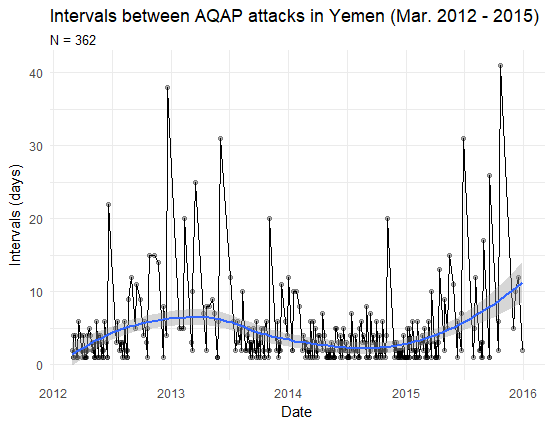 Intervals between AQAP attacks in Yemen (Mar. 2012 - 2015)
N = 362
40
30
20
10
0
Intervals (days)
2012 2013 2014 2015 2016
Date